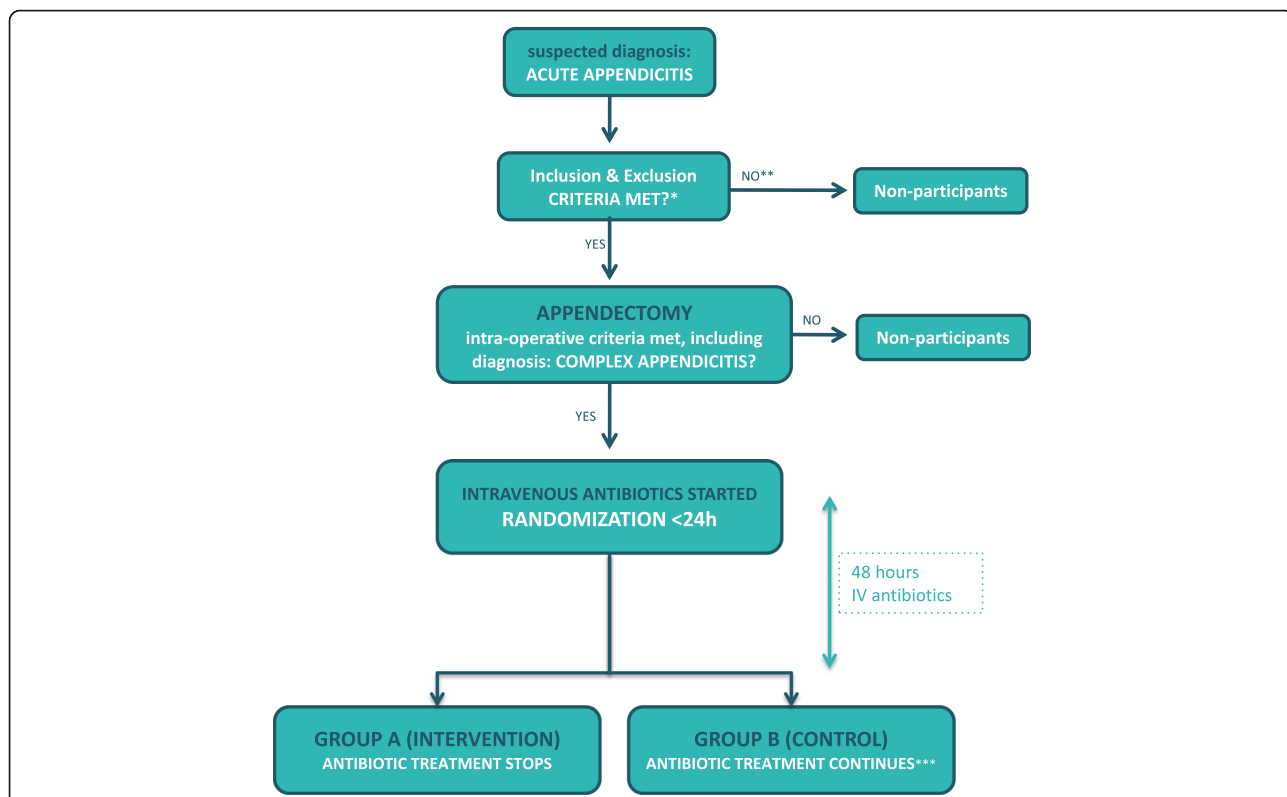 suspected diagnosis:
ACUTE APPENDICITIS
Inclusion & Exclusion
CRITERIA MET?*
NO**
Non-participants
YES
APPENDECTOMY
intra-operative criteria met, including
diagnosis: COMPLEX APPENDICITIS?
NO
Non-participants
YES
INTRAVENOUS ANTIBIOTICS STARTED
RANDOMIZATION <24h
48 hours
IV antibiotics
GROUP A (INTERVENTION)
ANTIBIOTIC TREATMENT STOPS
GROUP B (CONTROL)
ANTIBIOTIC TREATMENT CONTINUES***